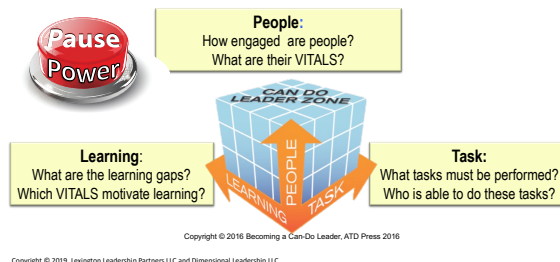 Pause
Power
People:
How engaged are people?
What are their VITALS?
CAN DO
LEADER ZONE
Learning:
What are the learning gaps?
Which VITALS motivate learning?
LEARNING
PEOPLE
TASK
Task:
What tasks must be performed?
Who is able to do these tasks?
Copyright © 2016 Becoming a Can-Do Leader, ATD Press 2016
Copyright © 2019 Lexington Leadership Partners LLC and Dimensional Leadership LLC